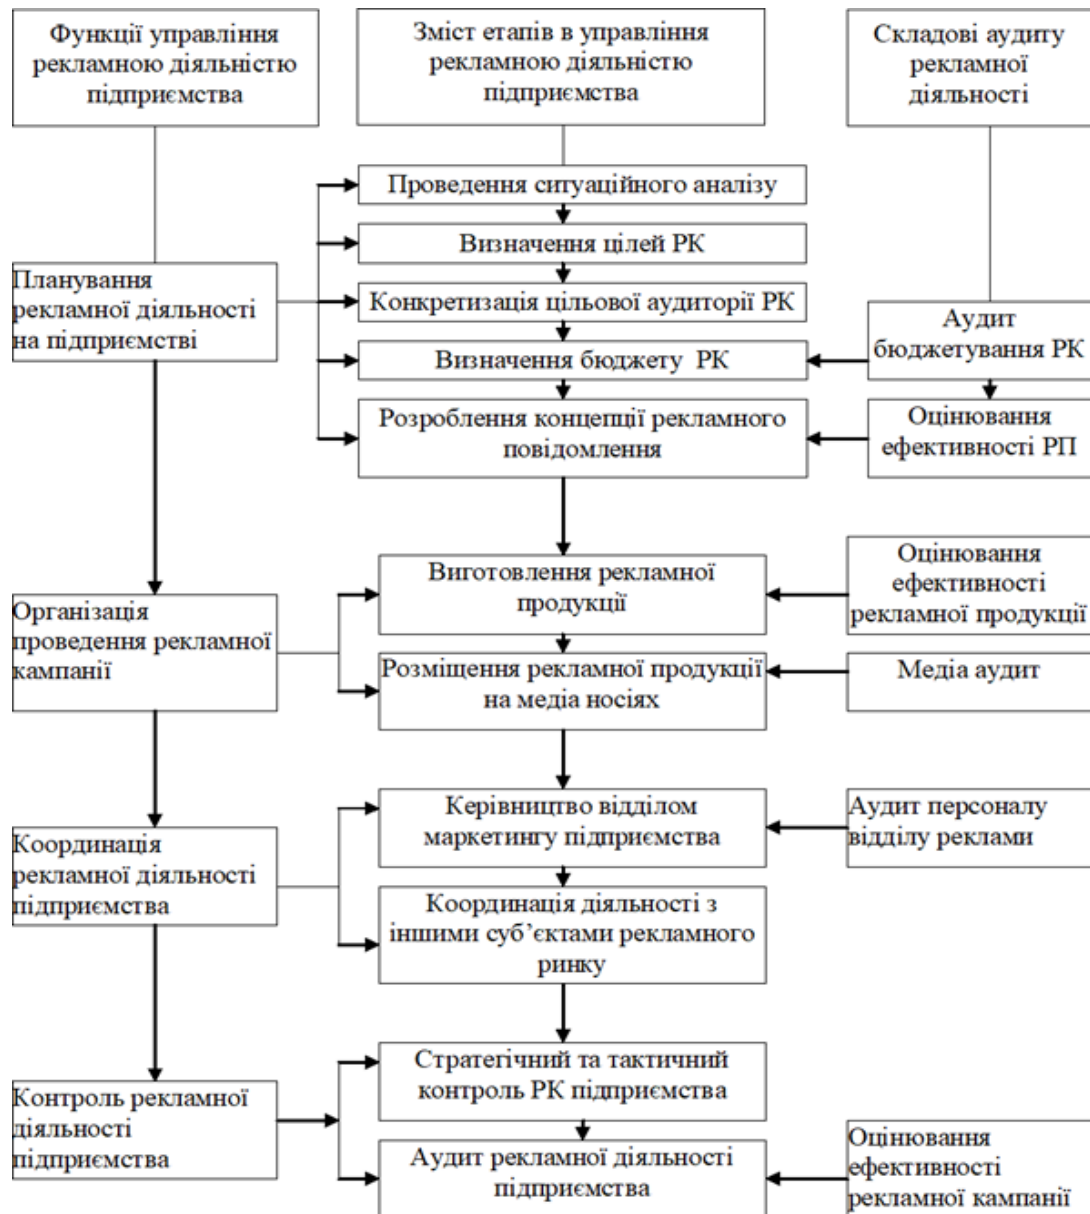 Функції управління
рекламною діяльністю
підприємства
Зміст етапів в управління
рекламною діяльністю
підприємства
Складові аудиту
рекламної
діяльності
Проведення ситуаційного аналізу
Визначення цілей РК
Планування
рекламної діяльності
на підприємстві
Конкретизація цільової аудиторії РК
Аудит
бюджетування РК
Визначення бюджету РК
Розроблення концепції рекламного
повідомлення
Оцінювання
ефективності РП
Виготовлення рекламної
продукції
Оцінювання
ефективності
рекламної продукції
Організація
проведення рекламної
кампанії
Розміщення рекламної продукції
на медіа носіях
Медіа аудит
Керівництво відділом
маркетингу підприємства
Аудит персоналу
відділу реклами
Координація
рекламної діяльності
підприємства
Координація діяльності з
іншими суб’єктами рекламного
ринку
Стратегічний та тактичний
контроль РК підприємства
Контроль рекламної
діяльності
підприємства
Аудит рекламної діяльності
підприємства
Оцінювання
ефективності
рекламної кампанії